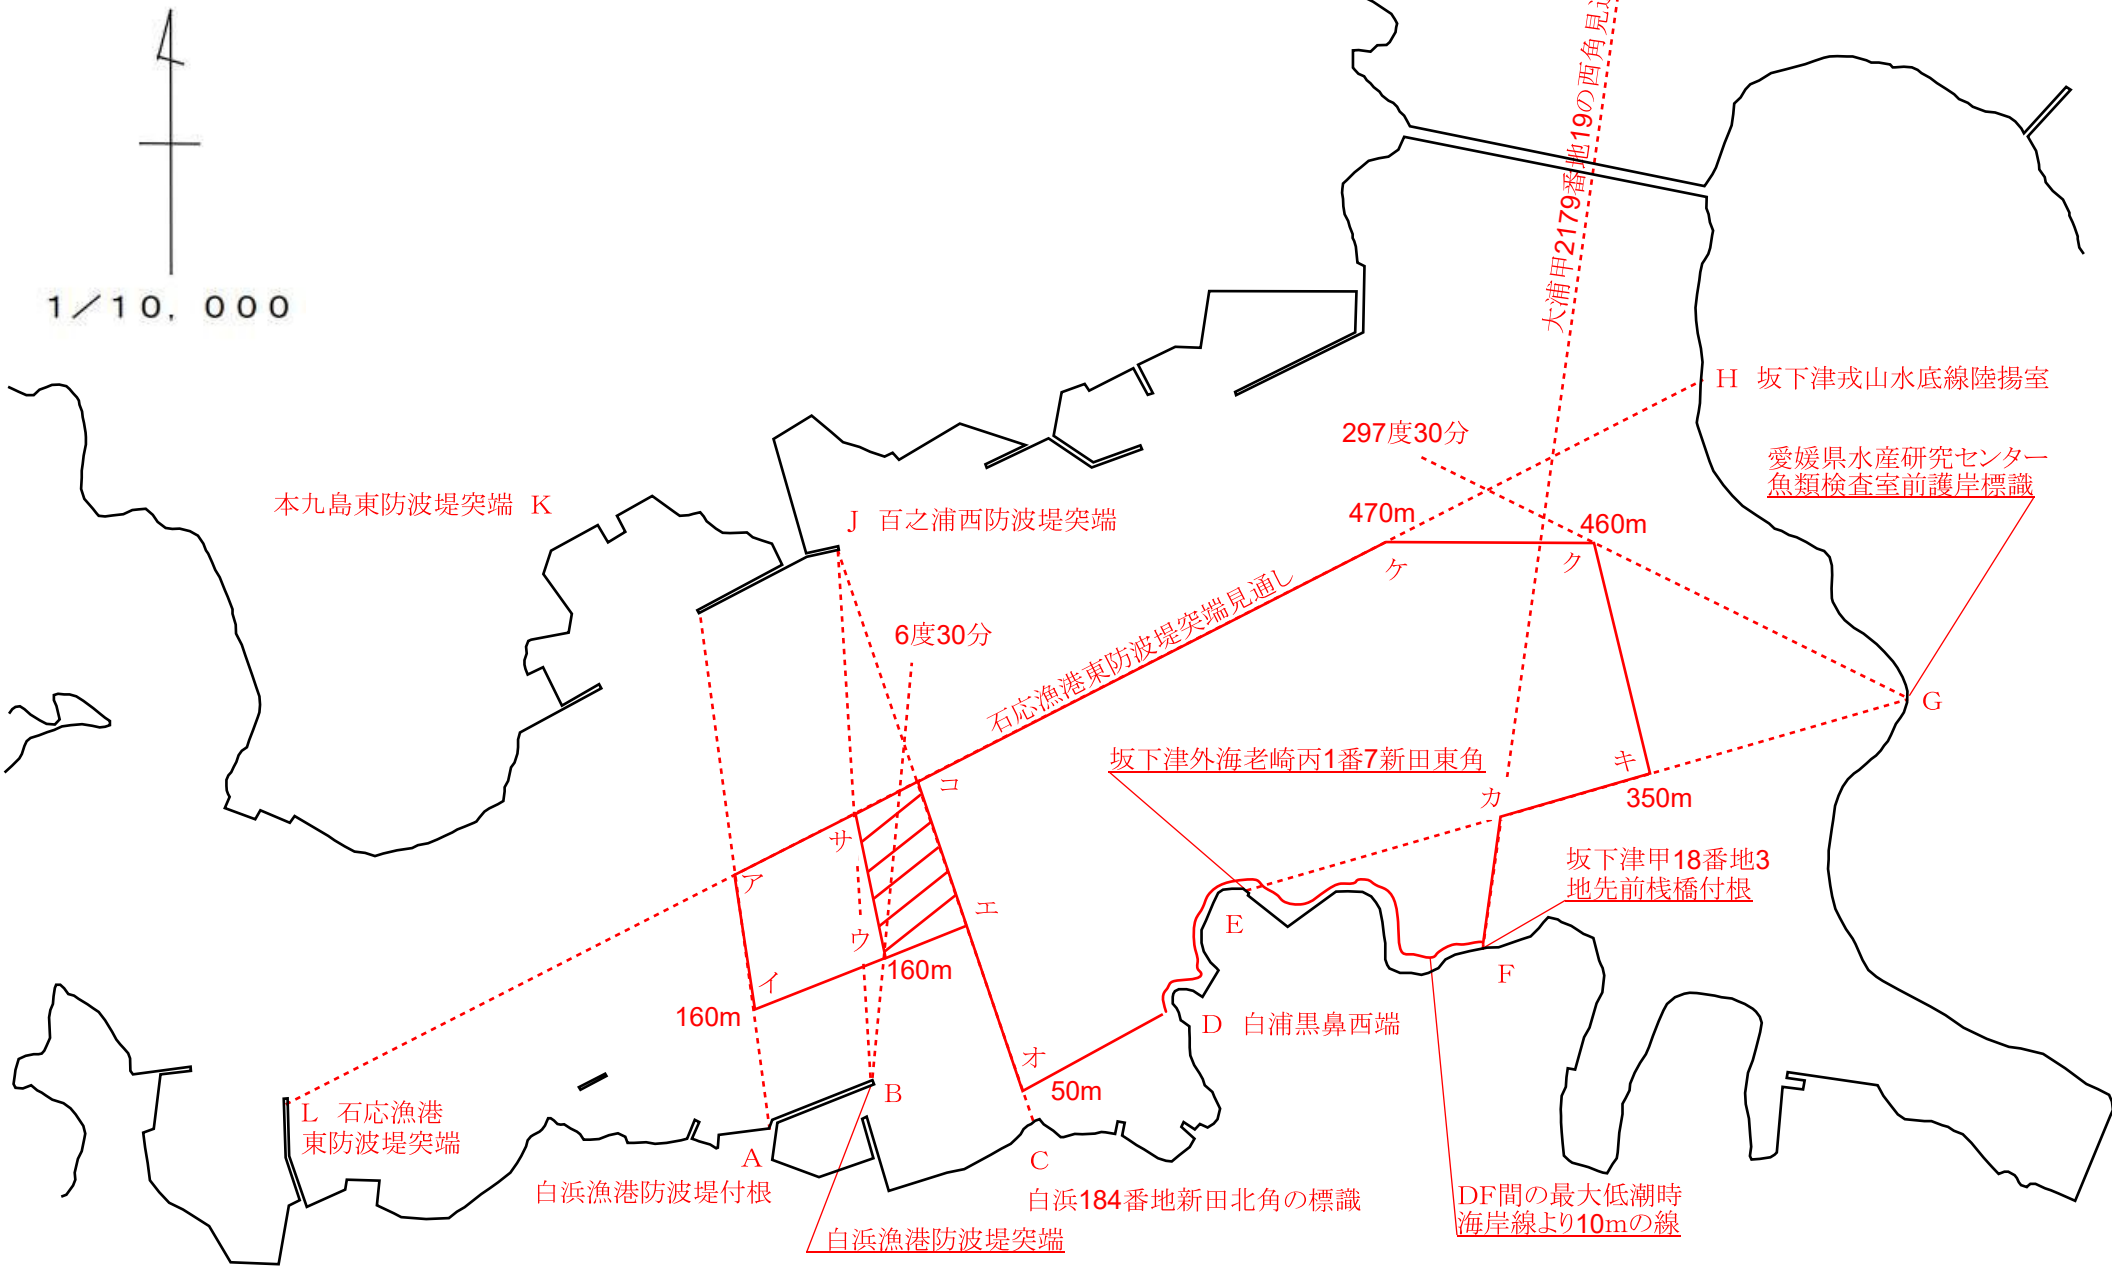 1／10，000
大浦甲2179番地19の西角見
H 坂下津戎山水底線陸揚室
297度30分
愛媛県水産研究センター
魚類検査室前護岸標識
本九島東防波堤突端 K
J 百之浦西防波堤突端
470m
460m
ケ
ク
石応漁港東防波堤突端見通し
6度30分
G
坂下津外海老崎丙1番7新田東角
キ
コ
カ
350m
サ
坂下津甲18番地3
地先前桟橋付根
ア
エ
E
ウ
160m
F
イ
160m
D 白浦黒鼻西端
オ
50m
B
L 石応漁港
東防波堤突端
A
C
白浜漁港防波堤付根
白浜184番地新田北角の標識
DF間の最大低潮時
海岸線より10mの線
白浜漁港防波堤突端